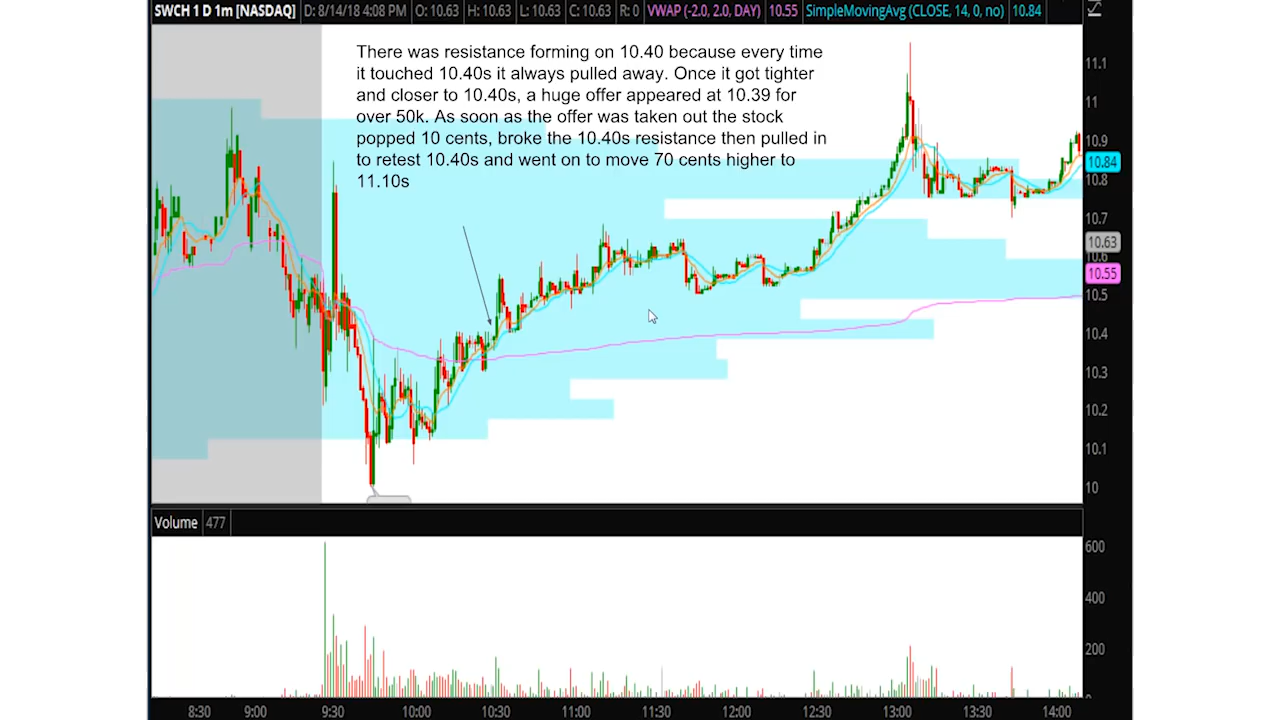 SWCH 1 D 1m [NASDAQ] D: 8/14/18 4:08 PM O: 10.63 H: 10.63 L: 10.63 C: 10.63 R: 0 VWAP (-2.0, 2.0, DAY) 10.55 SimpleMovingAvg (CLOSE, 14, 0, no) 10.84
There was resistance forming on 10.40 because every time
it touched 10.40s it always pulled away. Once it got tighter
and closer to 10.40s, a huge offer appeared at 10.39 for
over 50k. As soon as the offer was taken out the stock
popped 10 cents, broke the 10.40s resistance then pulled in
to retest 10.40s and went on to move 70 cents higher to
11.10s
11.1
11
10.9
10.84
10.8
10.7
10.63
10.6
10.55
10.5
10.4
10.3
10.2
10.1
10
Volume 477
600
400
200
0
8:30 9:00 9:30 10:00 10:30 11:00 11:30 12:00 12:30 13:00 13:30 14:00